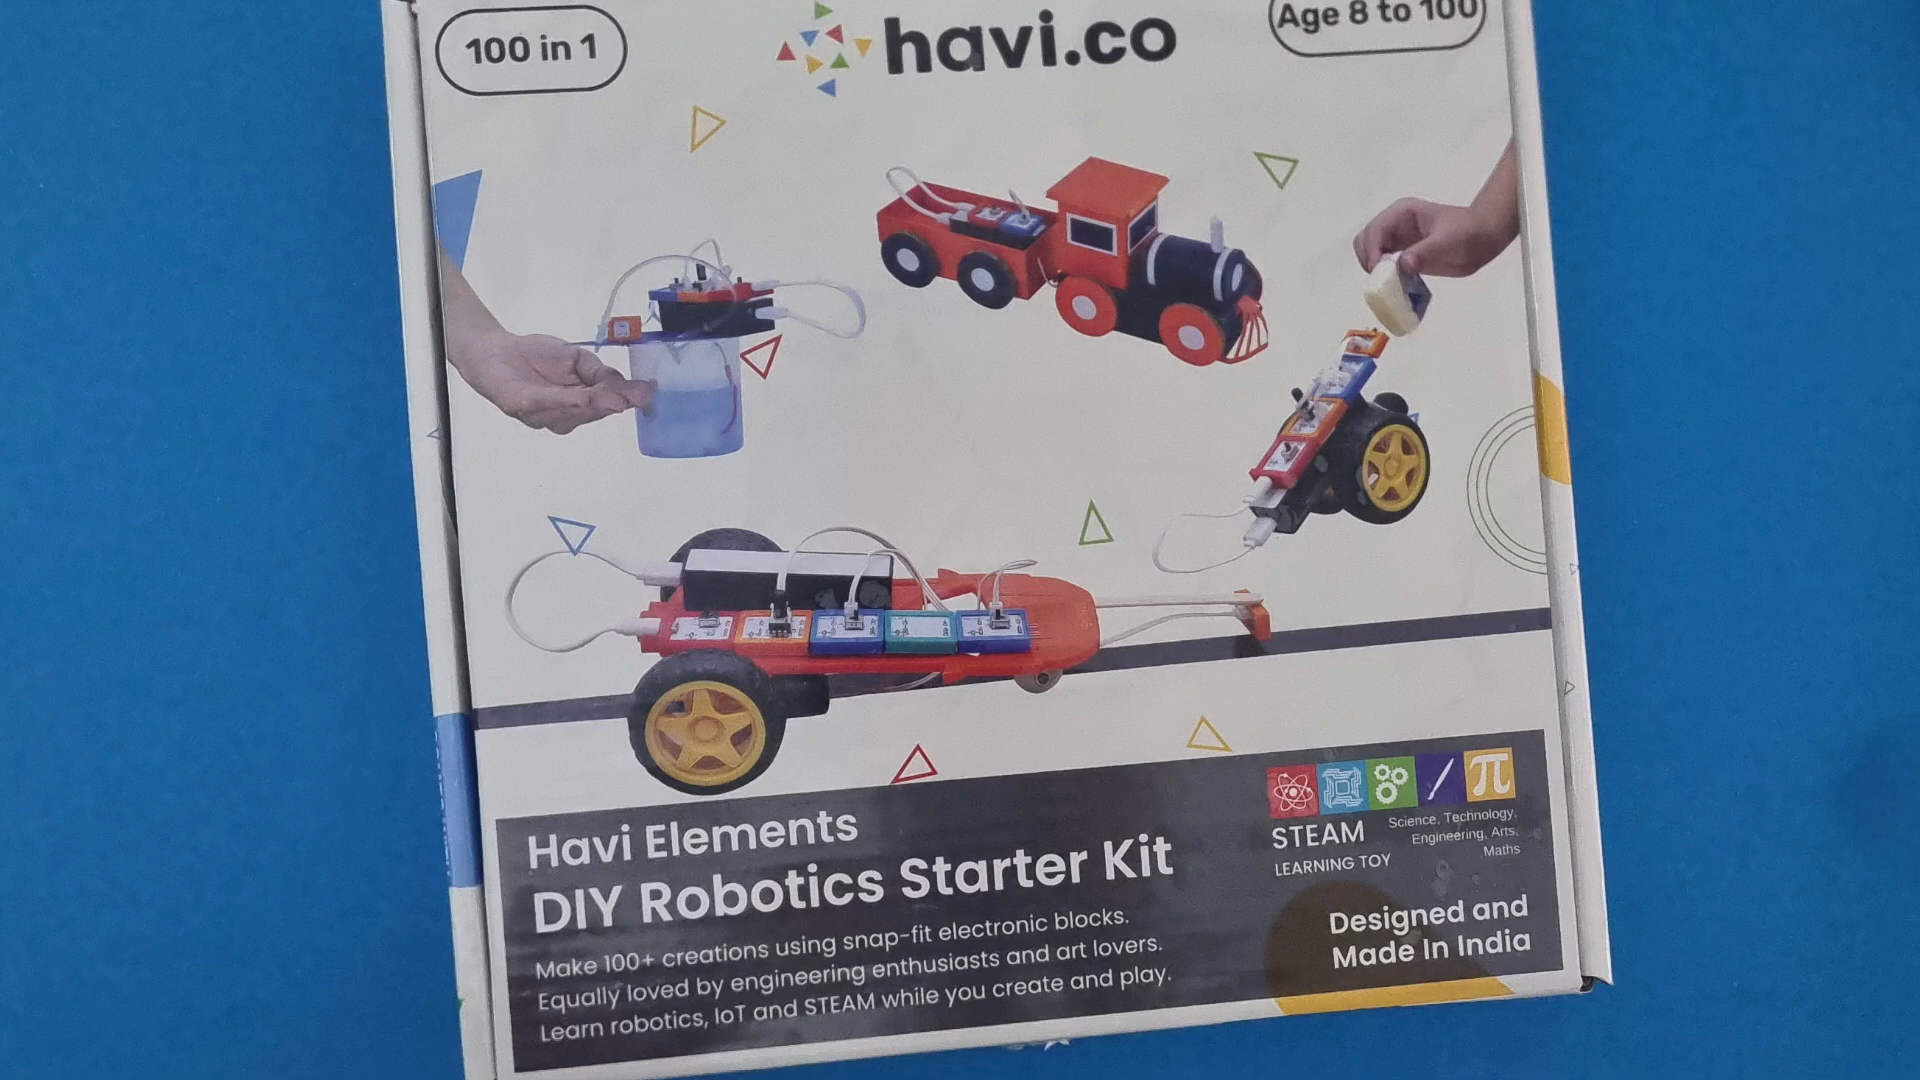 100 in 1
havi.co
Age 8 to 100
Havi Elements
DIY Robotics Starter Kit
Make 100+ creations using snap-fit electronic blocks.
Equally loved by engineering enthusiasts and art lovers.
Learn robotics, IoT and STEAM while you create and play.
π
STEAM
LEARNING TOY
Science, Technology,
Engineering, Arts,
Maths
Designed and
Made In India